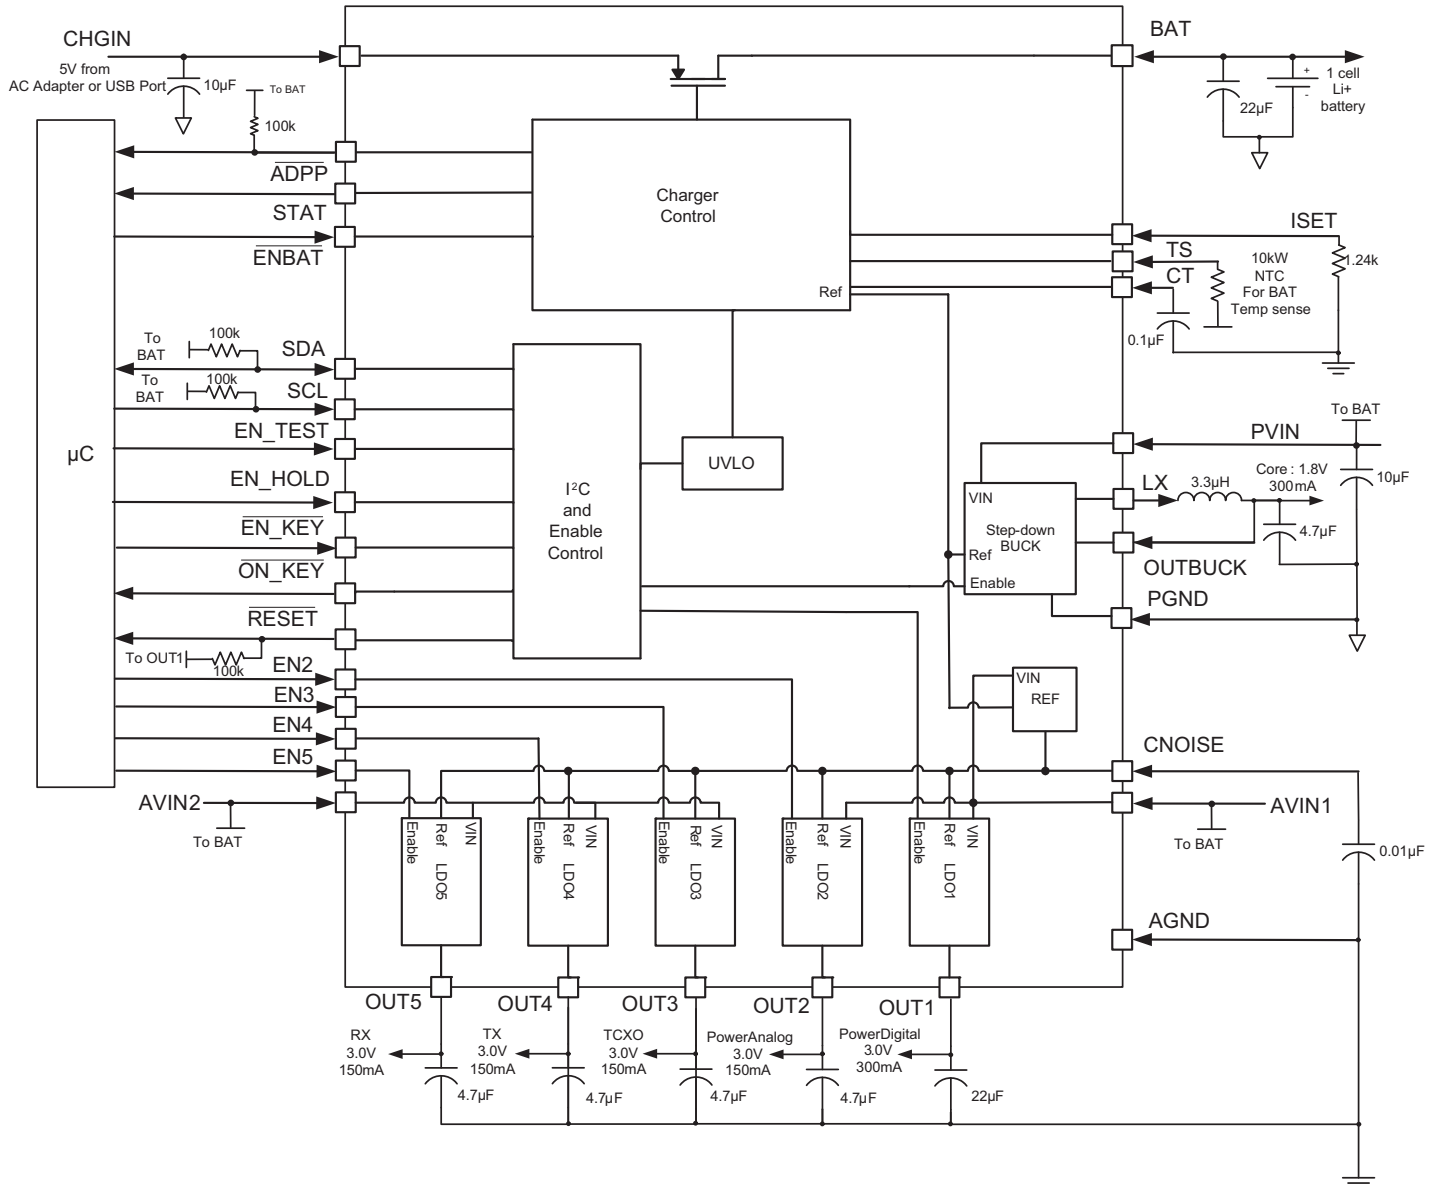 CHGIN
5V from
AC Adapter or USB Port
10µF
To BAT
100k
BAT
22µF
+
-
1 cell
Li+
battery
ADPP
STAT
ENBAT
Charger
Control
Ref
ISET
TS
CT
10kW
NTC
For BAT
Temp sense
1.24k
0.1µF
µC
To
BAT
100k
SDA
To
BAT
100k
SCL
EN_TEST
EN_HOLD
EN_KEY
ON_KEY
RESET
To OUT1
100k
EN2
EN3
EN4
EN5
AVIN2
To BAT
I²C
and
Enable
Control
UVLO
To BAT
PVIN
VIN
Step-down
BUCK
Ref
Enable
LX
3.3µH
Core : 1.8V
300mA
4.7µF
10µF
OUTBUCK
PGND
VIN
REF
CNOISE
AVIN1
To BAT
0.01µF
AGND
Enable
Ref
VIN
LDO5
Enable
Ref
VIN
LDO4
Enable
Ref
VIN
LDO3
Enable
Ref
VIN
LDO2
Enable
Ref
VIN
LDO1
OUT5
OUT4
OUT3
OUT2
OUT1
RX
3.0V
150mA
4.7µF
TX
3.0V
150mA
4.7µF
TCXO
3.0V
150mA
4.7µF
PowerAnalog
3.0V
150mA
4.7µF
PowerDigital
3.0V
300mA
22µF